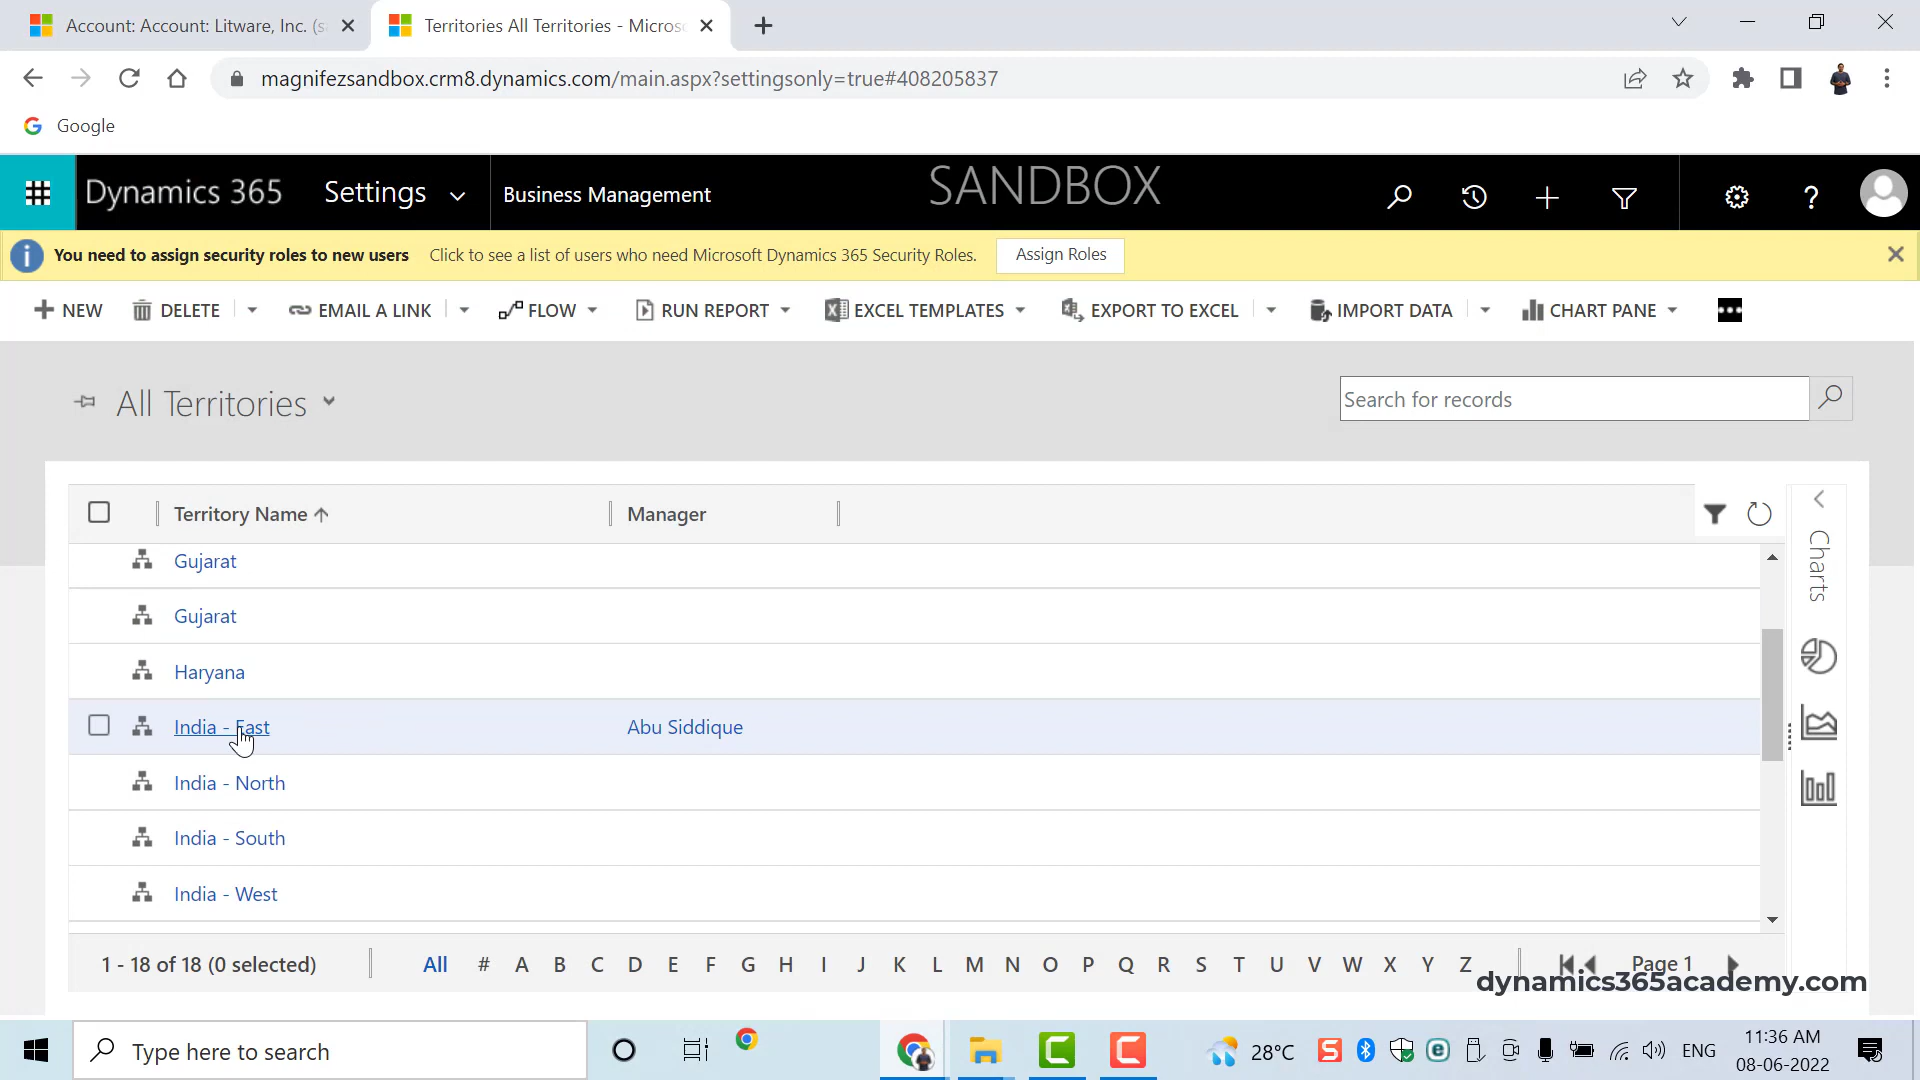 Account: Account: Litware, Inc. (s
Territories All Territories - Micros
magnifezsandbox.crm8.dynamics.com/main.aspx?settingsonly=true#408205837
Google
Dynamics 365
Settings
Business Management
SANDBOX
You need to assign security roles to new users Click to see a list of users who need Microsoft Dynamics 365 Security Roles. Assign Roles
NEW DELETE EMAIL A LINK FLOW RUN REPORT EXCEL TEMPLATES EXPORT TO EXCEL IMPORT DATA CHART PANE
All Territories
Search for records
Territory Name Manager
Charts
Gujarat
Gujarat
Haryana
India - East Abu Siddique
India - North
India - South
India - West
1 - 18 of 18 (0 selected) All # A B C D E F G H I J K L M N O P Q R S T U V W X Y Z Page 1
dynamics365academy.com
Type here to search
28°C
ENG
11:36 AM
08-06-2022